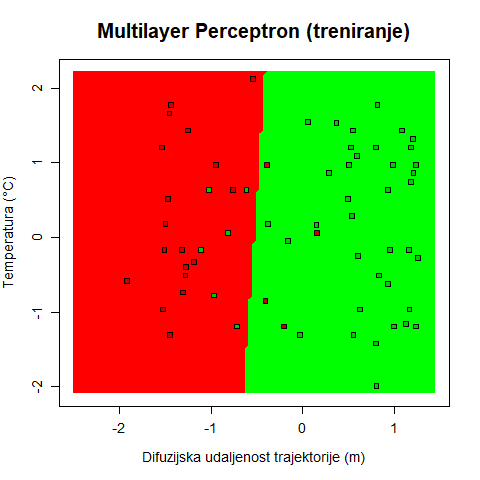 Multilayer Perceptron (treniranje)
2
1
0
-1
-2
Temperatura (°C)
-2 -1 0 1
Difuzijska udaljenost trajektorije (m)